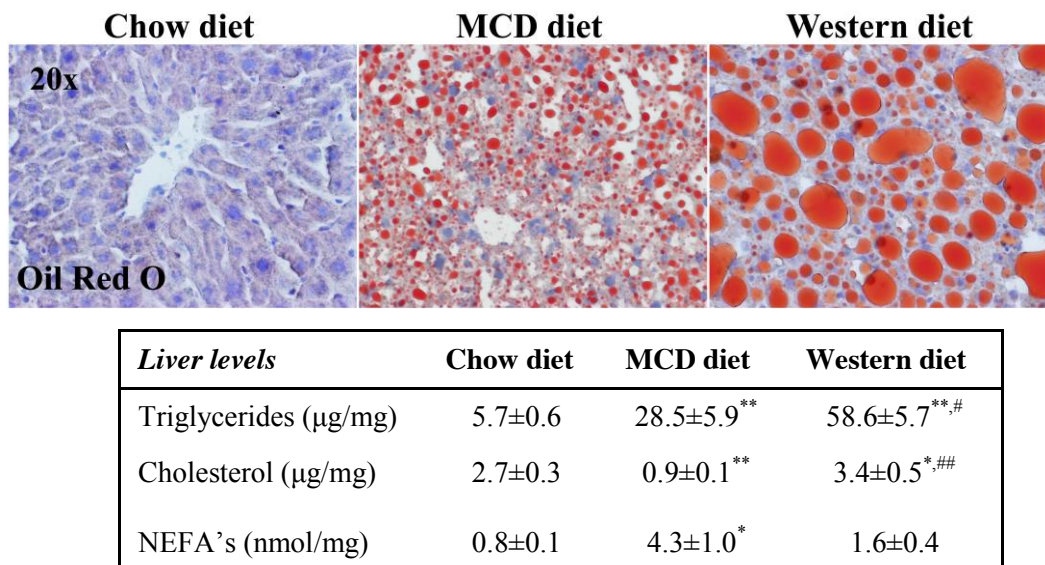 Chow diet MCD diet Western diet
20x
Oil Red O
Liver levels Chow diet MCD diet Western diet
Triglycerides (µg/mg) 5.7±0.6 28.5±5.9**  58.6±5.7**,#
Cholesterol (µg/mg) 2.7±0.3 0.9±0.1** 3.4±0.5*,##
NEFA’s (nmol/mg) 0.8±0.1 4.3±1.0* 1.6±0.4